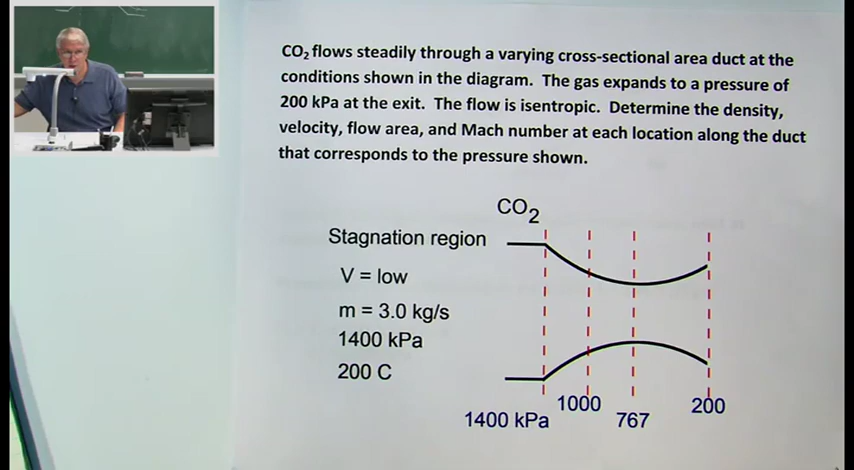 CO2 flows steadily through a varying cross-sectional area duct at the
conditions shown in the diagram. The gas expands to a pressure of
200 kPa at the exit. The flow is isentropic. Determine the density,
velocity, flow area, and Mach number at each location along the duct
that corresponds to the pressure shown.
CO2
Stagnation region
V = low
m = 3.0 kg/s
1400 kPa
200 C
1400 kPa
1000
767
200